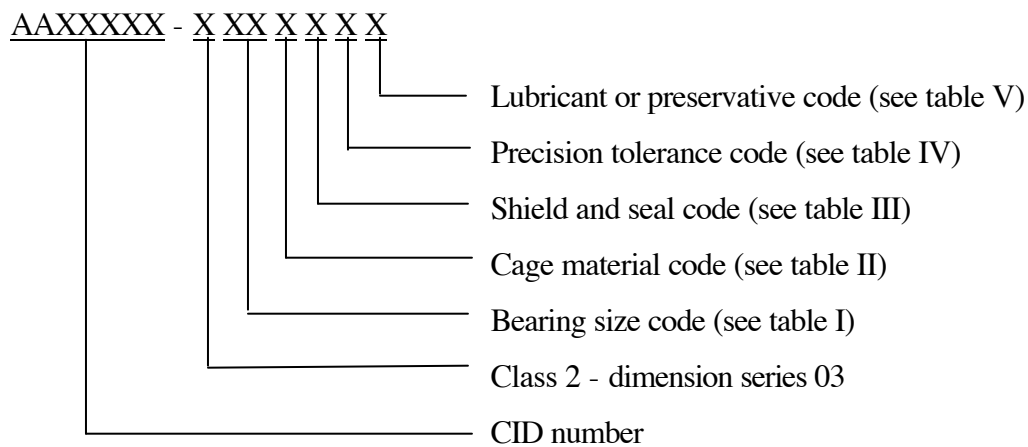 AAXXXXX - X XX X X X X
Lubricant or preservative code (see table V)
Precision tolerance code (see table IV)
Shield and seal code (see table III)
Cage material code (see table II)
Bearing size code (see table I)
Class 2 - dimension series 03
CID number